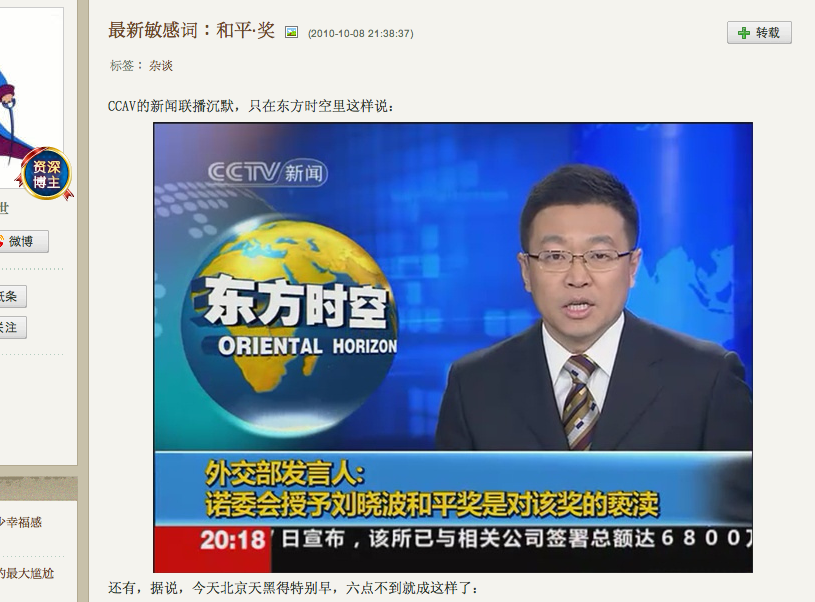 最新敏感词：和平·奖 (2010-10-08 21:38:37)
转载
标签： 杂谈
CCAV的新闻联播沉默，只在东方时空里这样说：
资深
博主
世
微博
条
关注
少幸福感
的最大尴尬
CCTV/新闻
东方时空
ORIENTAL HORIZON
外交部发言人:
诺委会授予刘晓波和平奖是对该奖的亵渎
20:18 日宣布，该所已与相关公司签署总额达６８００
还有，据说，今天北京天黑得特别早，六点不到就成这样了：